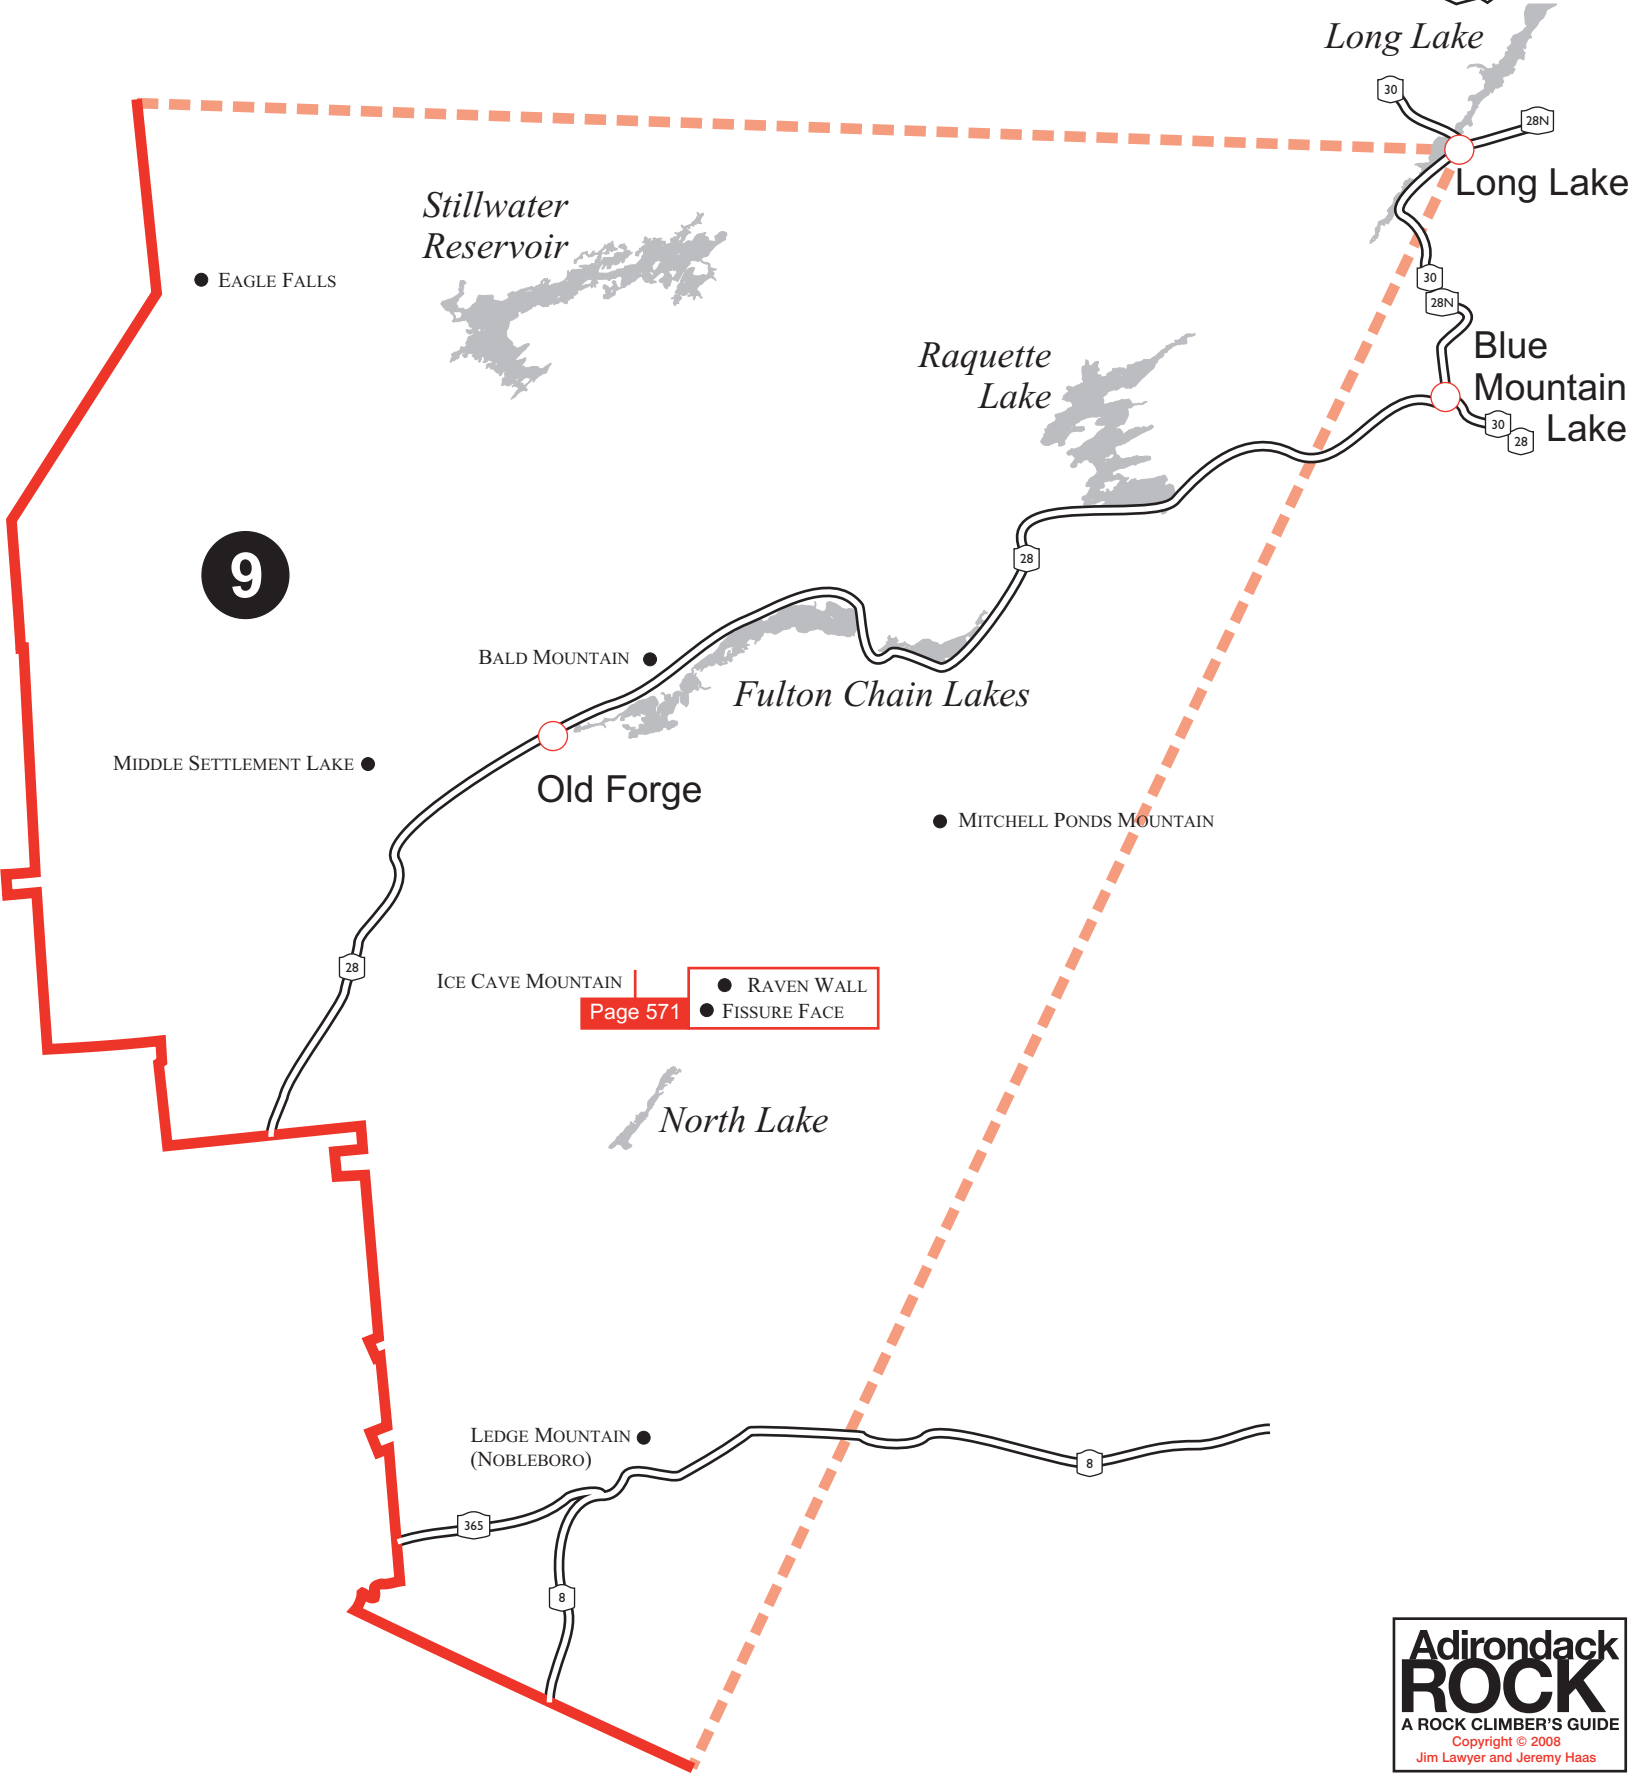 Long Lake
30
28N
Long Lake
Stillwater
Reservoir
EAGLE FALLS
30
28N
Raquette
Lake
Blue
Mountain
Lake
30
28
9
28
BALD MOUNTAIN
Fulton Chain Lakes
MIDDLE SETTLEMENT LAKE
Old Forge
MITCHELL PONDS MOUNTAIN
28
ICE CAVE MOUNTAIN
RAVEN WALL
Page 571
FISSURE FACE
North Lake
LEDGE MOUNTAIN
(NOBLEBORO)
8
365
8
Adirondack
ROCK
A ROCK CLIMBER'S GUIDE
Copyright © 2008
Jim Lawyer and Jeremy Haas